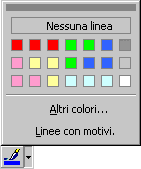 Nessuna linea
Altri colori...
Linee con motivi.